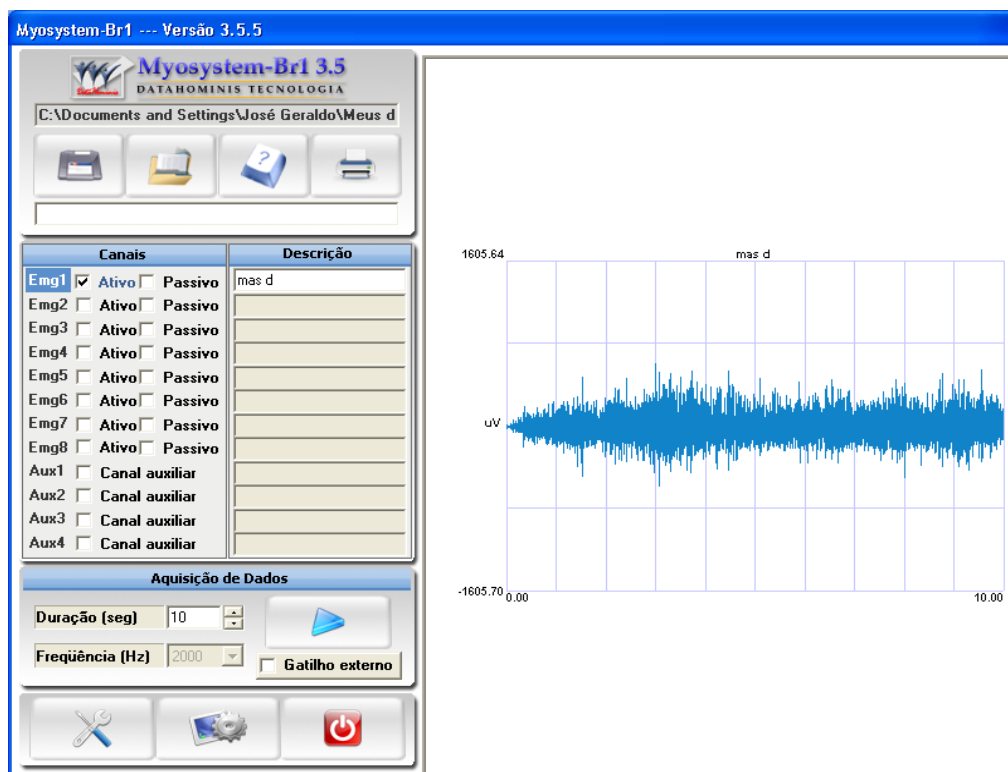 Myosystem-Br1 --- Versão 3.5.5
Myosystem-Br1 3.5
DATAHOMINIS TECNOLOGIA
C:\Documents and Settings\José Geraldo\Meus d
Canais Descrição
Emg1 Ativo Passivo mas d
Emg2 Ativo Passivo
Emg3 Ativo Passivo
Emg4 Ativo Passivo
Emg5 Ativo Passivo
Emg6 Ativo Passivo
Emg7 Ativo Passivo
Emg8 Ativo Passivo
Aux1 Canal auxiliar
Aux2 Canal auxiliar
Aux3 Canal auxiliar
Aux4 Canal auxiliar
Aquisição de Dados
Duração (seg) 10
Freqüência (Hz) 2000
Gatilho externo
1605.64 mas d
uV
-1605.70 0.00 10.00